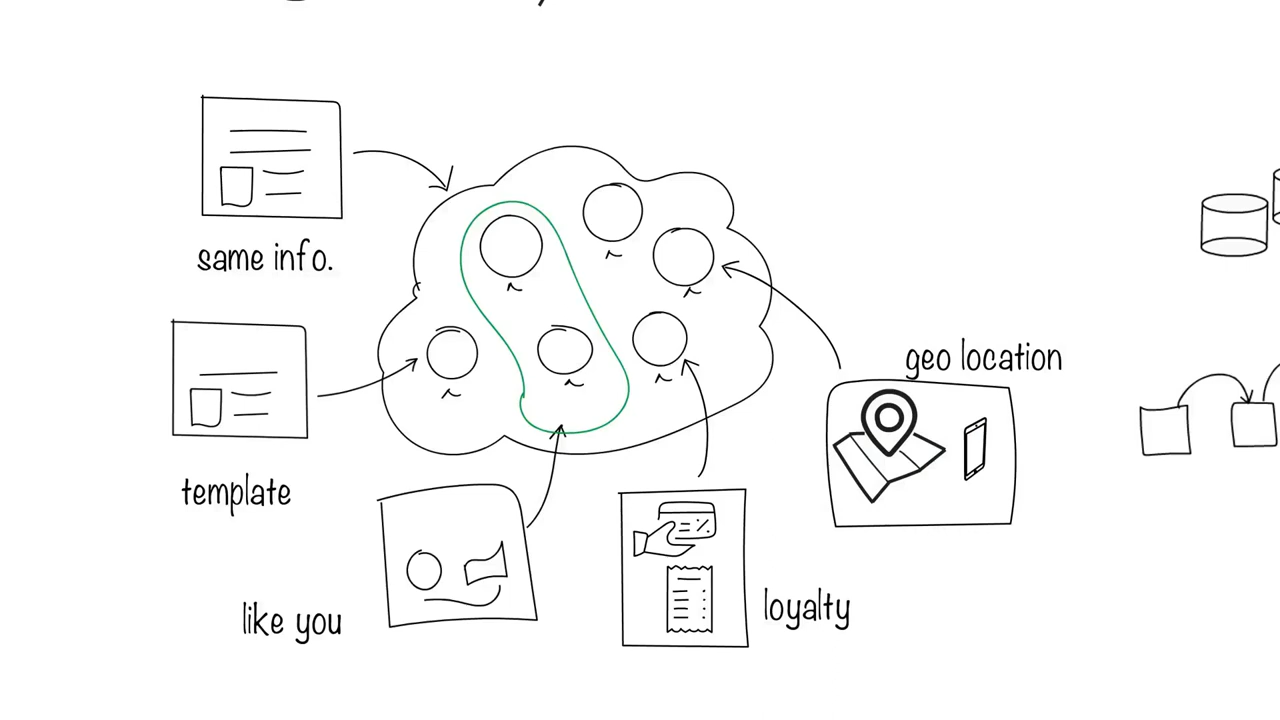 same info.
template
like you
loyalty
geo location